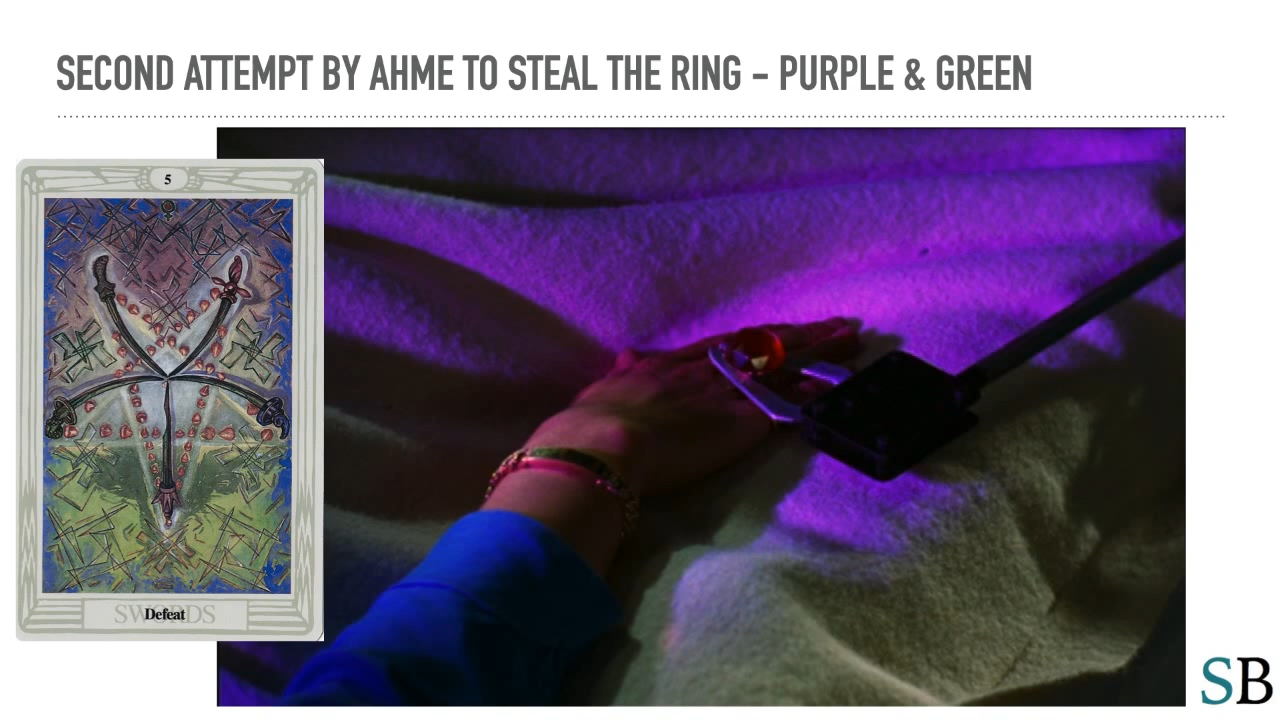 SECOND ATTEMPT BY AHME TO STEAL THE RING – PURPLE & GREEN
5
SWORDS
Defeat
SB